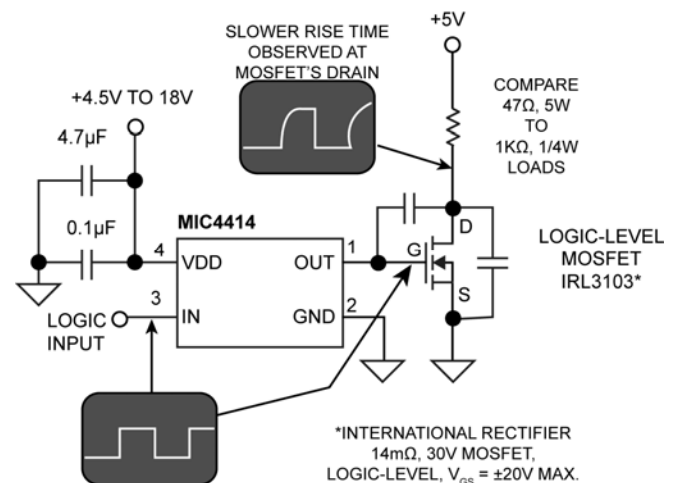 SLOWER RISE TIME
OBSERVED AT
MOSFET'S DRAIN
+5V
+4.5V TO 18V
4.7µF
0.1µF
COMPARE
47Ω, 5W
TO
1KΩ, 1/4W
LOADS
MIC4414
4
VDD
OUT
1
3
IN
GND
2
LOGIC
INPUT
D
G
S
LOGIC-LEVEL
MOSFET
IRL3103*
*INTERNATIONAL RECTIFIER
14mΩ, 30V MOSFET,
LOGIC-LEVEL, VGS = ±20V MAX.